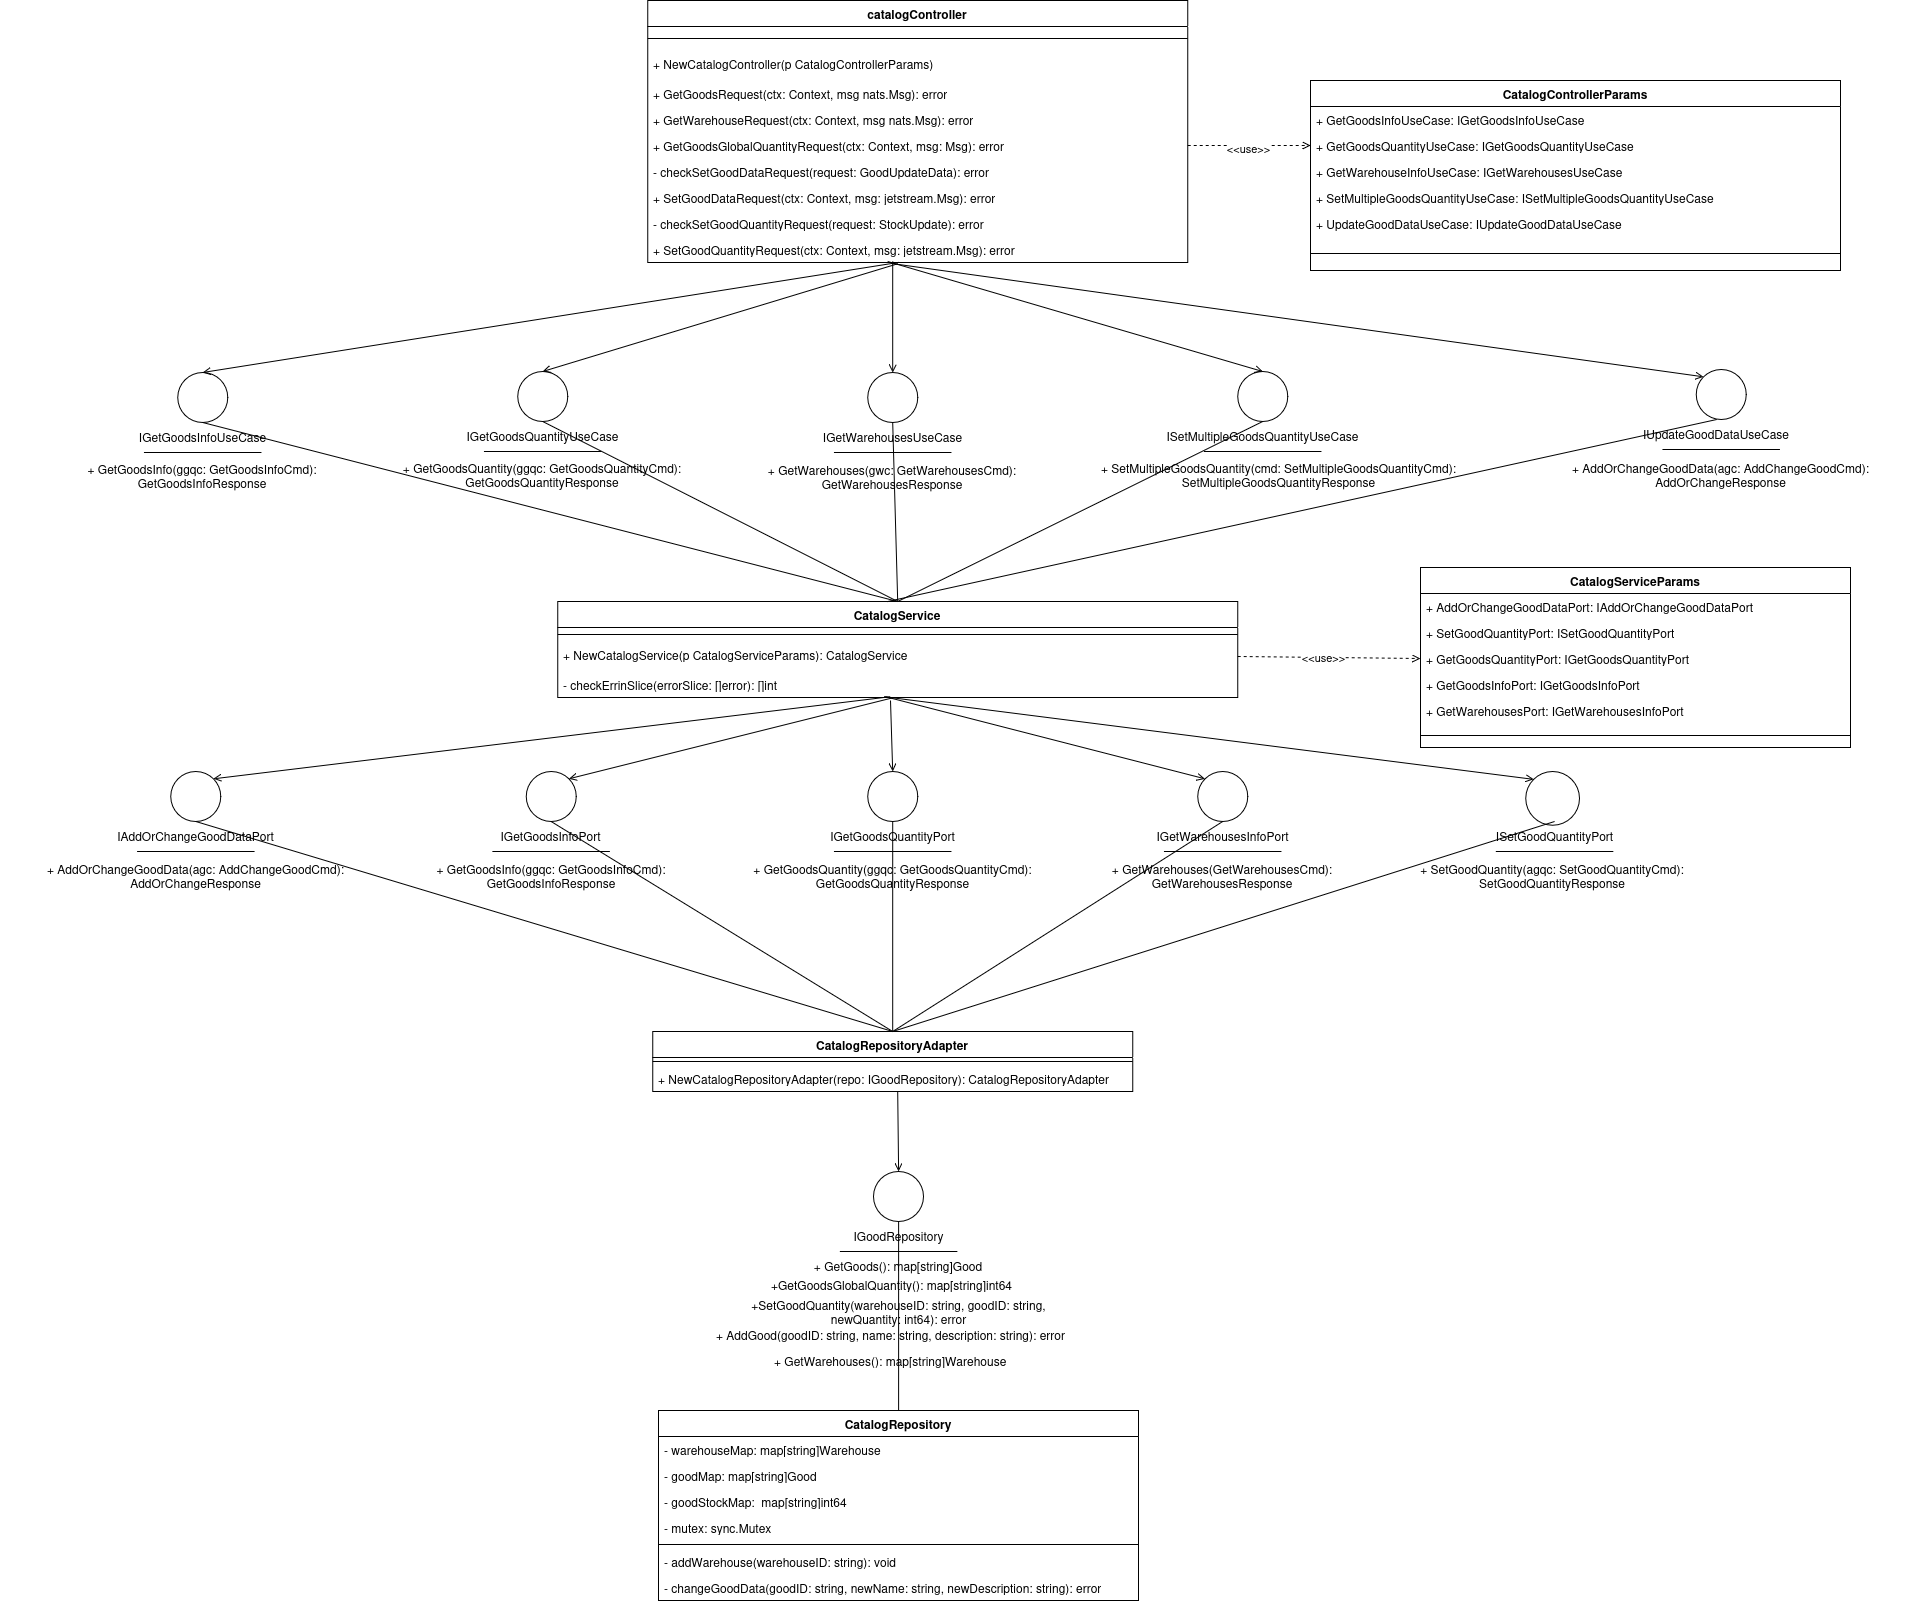 catalogController
+ NewCatalogController(p CatalogControllerParams)
+ GetGoodsRequest(ctx: Context, msg nats.Msg): error
+ GetWarehouseRequest(ctx: Context, msg nats.Msg): error
+ GetGoodsGlobalQuantityRequest(ctx: Context, msg: Msg): error
- checkSetGoodDataRequest(request: GoodUpdateData): error
+ SetGoodDataRequest(ctx: Context, msg: jetstream.Msg): error
- checkSetGoodQuantityRequest(request: StockUpdate): error
+ SetGoodQuantityRequest(ctx: Context, msg: jetstream.Msg): error
<<use>>
CatalogControllerParams
+ GetGoodsInfoUseCase: IGetGoodsInfoUseCase
+ GetGoodsQuantityUseCase: IGetGoodsQuantityUseCase
+ GetWarehouseInfoUseCase: IGetWarehousesUseCase
+ SetMultipleGoodsQuantityUseCase: ISetMultipleGoodsQuantityUseCase
+ UpdateGoodDataUseCase: IUpdateGoodDataUseCase
IGetGoodsInfoUseCase
+ GetGoodsInfo(ggqc: GetGoodsInfoCmd):
GetGoodsInfoResponse
IGetGoodsQuantityUseCase
+ GetGoodsQuantity(ggqc: GetGoodsQuantityCmd):
GetGoodsQuantityResponse
IGetWarehousesUseCase
+ GetWarehouses(gwc: GetWarehousesCmd):
GetWarehousesResponse
ISetMultipleGoodsQuantityUseCase
+ SetMultipleGoodsQuantity(cmd: SetMultipleGoodsQuantityCmd):
SetMultipleGoodsQuantityResponse
IUpdateGoodDataUseCase
+ AddOrChangeGoodData(agc: AddChangeGoodCmd):
AddOrChangeResponse
CatalogService
+ NewCatalogService(p CatalogServiceParams): CatalogService
- checkErrinSlice(errorSlice: []error): []int
<<use>>
CatalogServiceParams
+ AddOrChangeGoodDataPort: IAddOrChangeGoodDataPort
+ SetGoodQuantityPort: ISetGoodQuantityPort
+ GetGoodsQuantityPort: IGetGoodsQuantityPort
+ GetGoodsInfoPort: IGetGoodsInfoPort
+ GetWarehousesPort: IGetWarehousesInfoPort
IAddOrChangeGoodDataPort
+ AddOrChangeGoodData(agc: AddChangeGoodCmd):
AddOrChangeResponse
IGetGoodsInfoPort
+ GetGoodsInfo(ggqc: GetGoodsInfoCmd):
GetGoodsInfoResponse
IGetGoodsQuantityPort
+ GetGoodsQuantity(ggqc: GetGoodsQuantityCmd):
GetGoodsQuantityResponse
IGetWarehousesInfoPort
+ GetWarehouses(GetWarehousesCmd):
GetWarehousesResponse
ISetGoodQuantityPort
+ SetGoodQuantity(agqc: SetGoodQuantityCmd):
SetGoodQuantityResponse
CatalogRepositoryAdapter
+ NewCatalogRepositoryAdapter(repo: IGoodRepository): CatalogRepositoryAdapter
IGoodRepository
+ GetGoods(): map[string]Good
+GetGoodsGlobalQuantity(): map[string]int64
+SetGoodQuantity(warehouseID: string, goodID: string,
newQuantity: int64): error
+ AddGood(goodID: string, name: string, description: string): error
+ GetWarehouses(): map[string]Warehouse
CatalogRepository
- warehouseMap: map[string]Warehouse
- goodMap: map[string]Good
- goodStockMap:  map[string]int64
- mutex: sync.Mutex
- addWarehouse(warehouseID: string): void
- changeGoodData(goodID: string, newName: string, newDescription: string): error